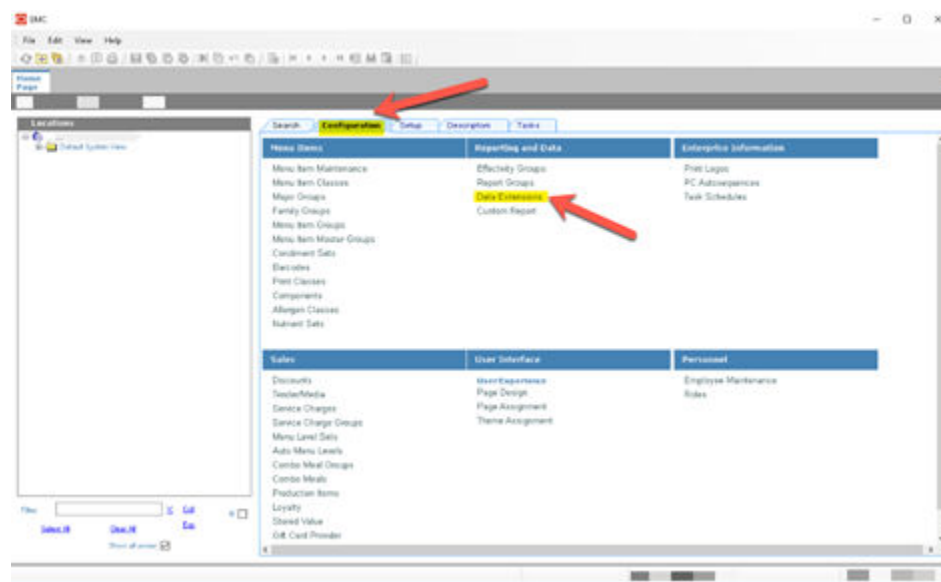 EMC
File Edit View Help
Home
Page
Locations
Default System View
Search Configuration Setup Description Tasks
Menu Items
Menu Item Maintenance
Menu Item Classes
Major Groups
Family Groups
Menu Item Groups
Menu Item Master Groups
Condiment Sets
Barcodes
Print Classes
Components
Allergen Classes
Nutrient Sets
Reporting and Data
Effectivity Groups
Report Groups
Data Extensions
Custom Report
Enterprise Information
Print Logos
PC Autosequences
Task Schedules
Sales
Discounts
Tender/Media
Service Charges
Service Charge Groups
Menu Level Sets
Auto Menu Levels
Combo Meal Groups
Combo Meals
Production Items
Loyalty
Stored Value
Gift Card Provider
User Interface
User Experience
Page Design
Page Assignment
Theme Assignment
Personnel
Employee Maintenance
Roles
Filter
Select All Clear All
Show all zones